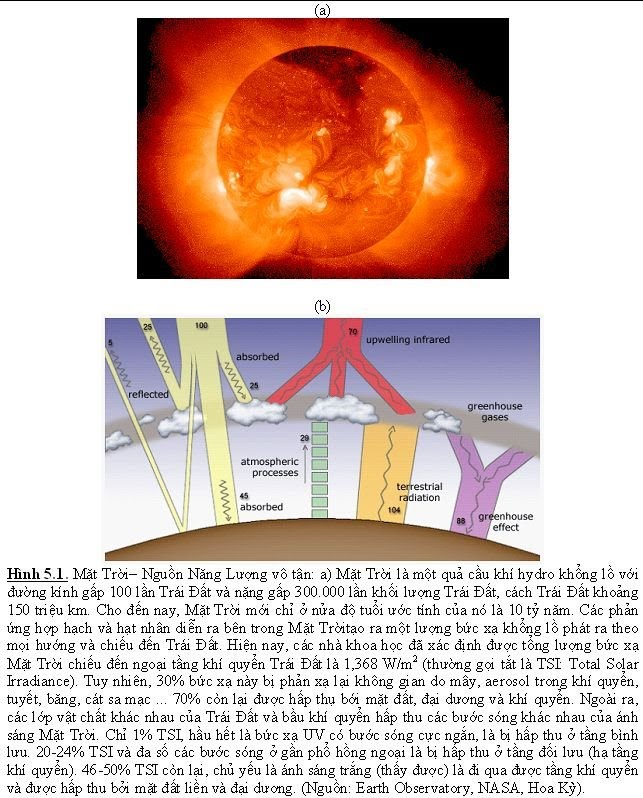 (a)
(b)
5
25
100
70
upwelling infrared
absorbed
25
reflected
greenhouse
gases
29
atmospheric
processes
45
absorbed
terrestrial
radiation
104
88
greenhouse
effect
Hình 5.1. Mặt Trời– Nguồn Năng Lượng vô tận: a) Mặt Trời là một quả cầu khí hydro khổng lồ với
đường kính gấp 100 lần Trái Đất và nặng gấp 300.000 lần khối lượng Trái Đất, cách Trái Đất khoảng
150 triệu km. Cho đến nay, Mặt Trời mới chỉ ở nửa độ tuổi ước tính của nó là 10 tỷ năm. Các phản
ứng hợp hạch và hạt nhân diễn ra bên trong Mặt Trờitạo ra một lượng bức xạ khổng lồ phát ra theo
mọi hướng và chiếu đến Trái Đất. Hiện nay, các nhà khoa học đã xác định được tổng lượng bức xạ
Mặt Trời chiếu đến ngoại tầng khí quyển Trái Đất là 1,368 W/m² (thường gọi tắt là TSI: Total Solar
Irradiance). Tuy nhiên, 30% bức xạ này bị phản xạ lại không gian do mây, aerosol trong khí quyển,
tuyết, băng, cát sa mạc ... 70% còn lại được hấp thụ bới mặt đất, đại dương và khí quyển. Ngoài ra,
các lớp vật chất khác nhau của Trái Đất và bầu khí quyển hấp thu các bước sóng khác nhau của ánh
sáng Mặt Trời. Chỉ 1% TSI, hầu hết là bức xạ UV có bước sóng cực ngắn, là bị hấp thu ở tầng bình
lưu. 20-24% TSI và đa số các bước sóng ở gần phổ hồng ngoại là bị hấp thu ở tầng đối lưu (hạ tầng
khí quyển). 46-50% TSI còn lại, chủ yếu là ánh sáng trắng (thấy được) là đi qua được tầng khí quyển
và được hấp thu bởi mặt đất liền và đại dương. (Nguồn: Earth Observatory, NASA, Hoa Kỳ).